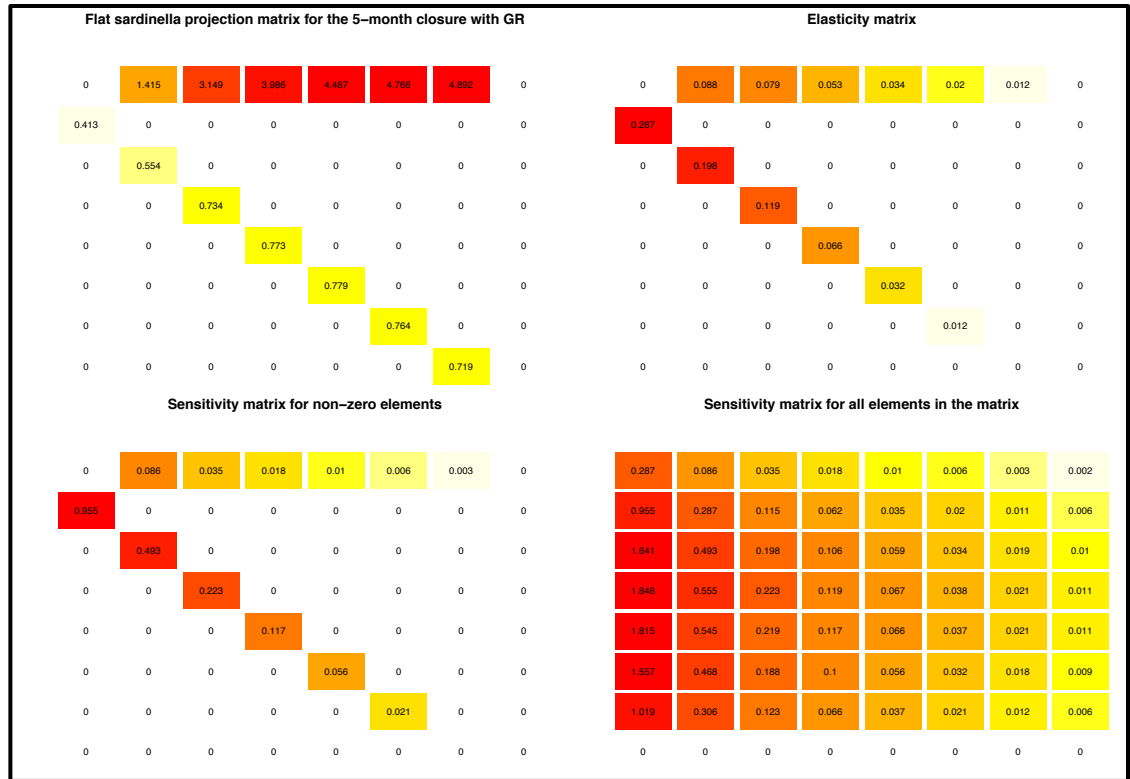 Flat sardinella projection matrix for the 5−month closure with GR
0 1.415 3.149 3.986 4.487 4.766 4.892 0
0.413 0 0 0 0 0 0 0
0 0.554 0 0 0 0 0 0
0 0 0.734 0 0 0 0 0
0 0 0 0.773 0 0 0 0
0 0 0 0 0.779 0 0 0
0 0 0 0 0 0.764 0 0
0 0 0 0 0 0 0.719 0
Elasticity matrix
0 0.088 0.079 0.053 0.034 0.02 0.012 0
0.287 0 0 0 0 0 0 0
0 0.198 0 0 0 0 0 0
0 0 0.119 0 0 0 0 0
0 0 0 0.066 0 0 0 0
0 0 0 0 0.032 0 0 0
0 0 0 0 0 0.012 0 0
0 0 0 0 0 0 0 0
Sensitivity matrix for non−zero elements
0 0.086 0.035 0.018 0.01 0.006 0.003 0
0.955 0 0 0 0 0 0 0
0 0.493 0 0 0 0 0 0
0 0 0.223 0 0 0 0 0
0 0 0 0.117 0 0 0 0
0 0 0 0 0.056 0 0 0
0 0 0 0 0 0.021 0 0
0 0 0 0 0 0 0 0
Sensitivity matrix for all elements in the matrix
0.287 0.086 0.035 0.018 0.01 0.006 0.003 0.002
0.955 0.287 0.115 0.062 0.035 0.02 0.011 0.006
1.641 0.493 0.198 0.106 0.059 0.034 0.019 0.01
1.848 0.555 0.223 0.119 0.067 0.038 0.021 0.011
1.815 0.545 0.219 0.117 0.066 0.037 0.021 0.011
1.557 0.468 0.188 0.1 0.056 0.032 0.018 0.009
1.019 0.306 0.123 0.066 0.037 0.021 0.012 0.006
0 0 0 0 0 0 0 0